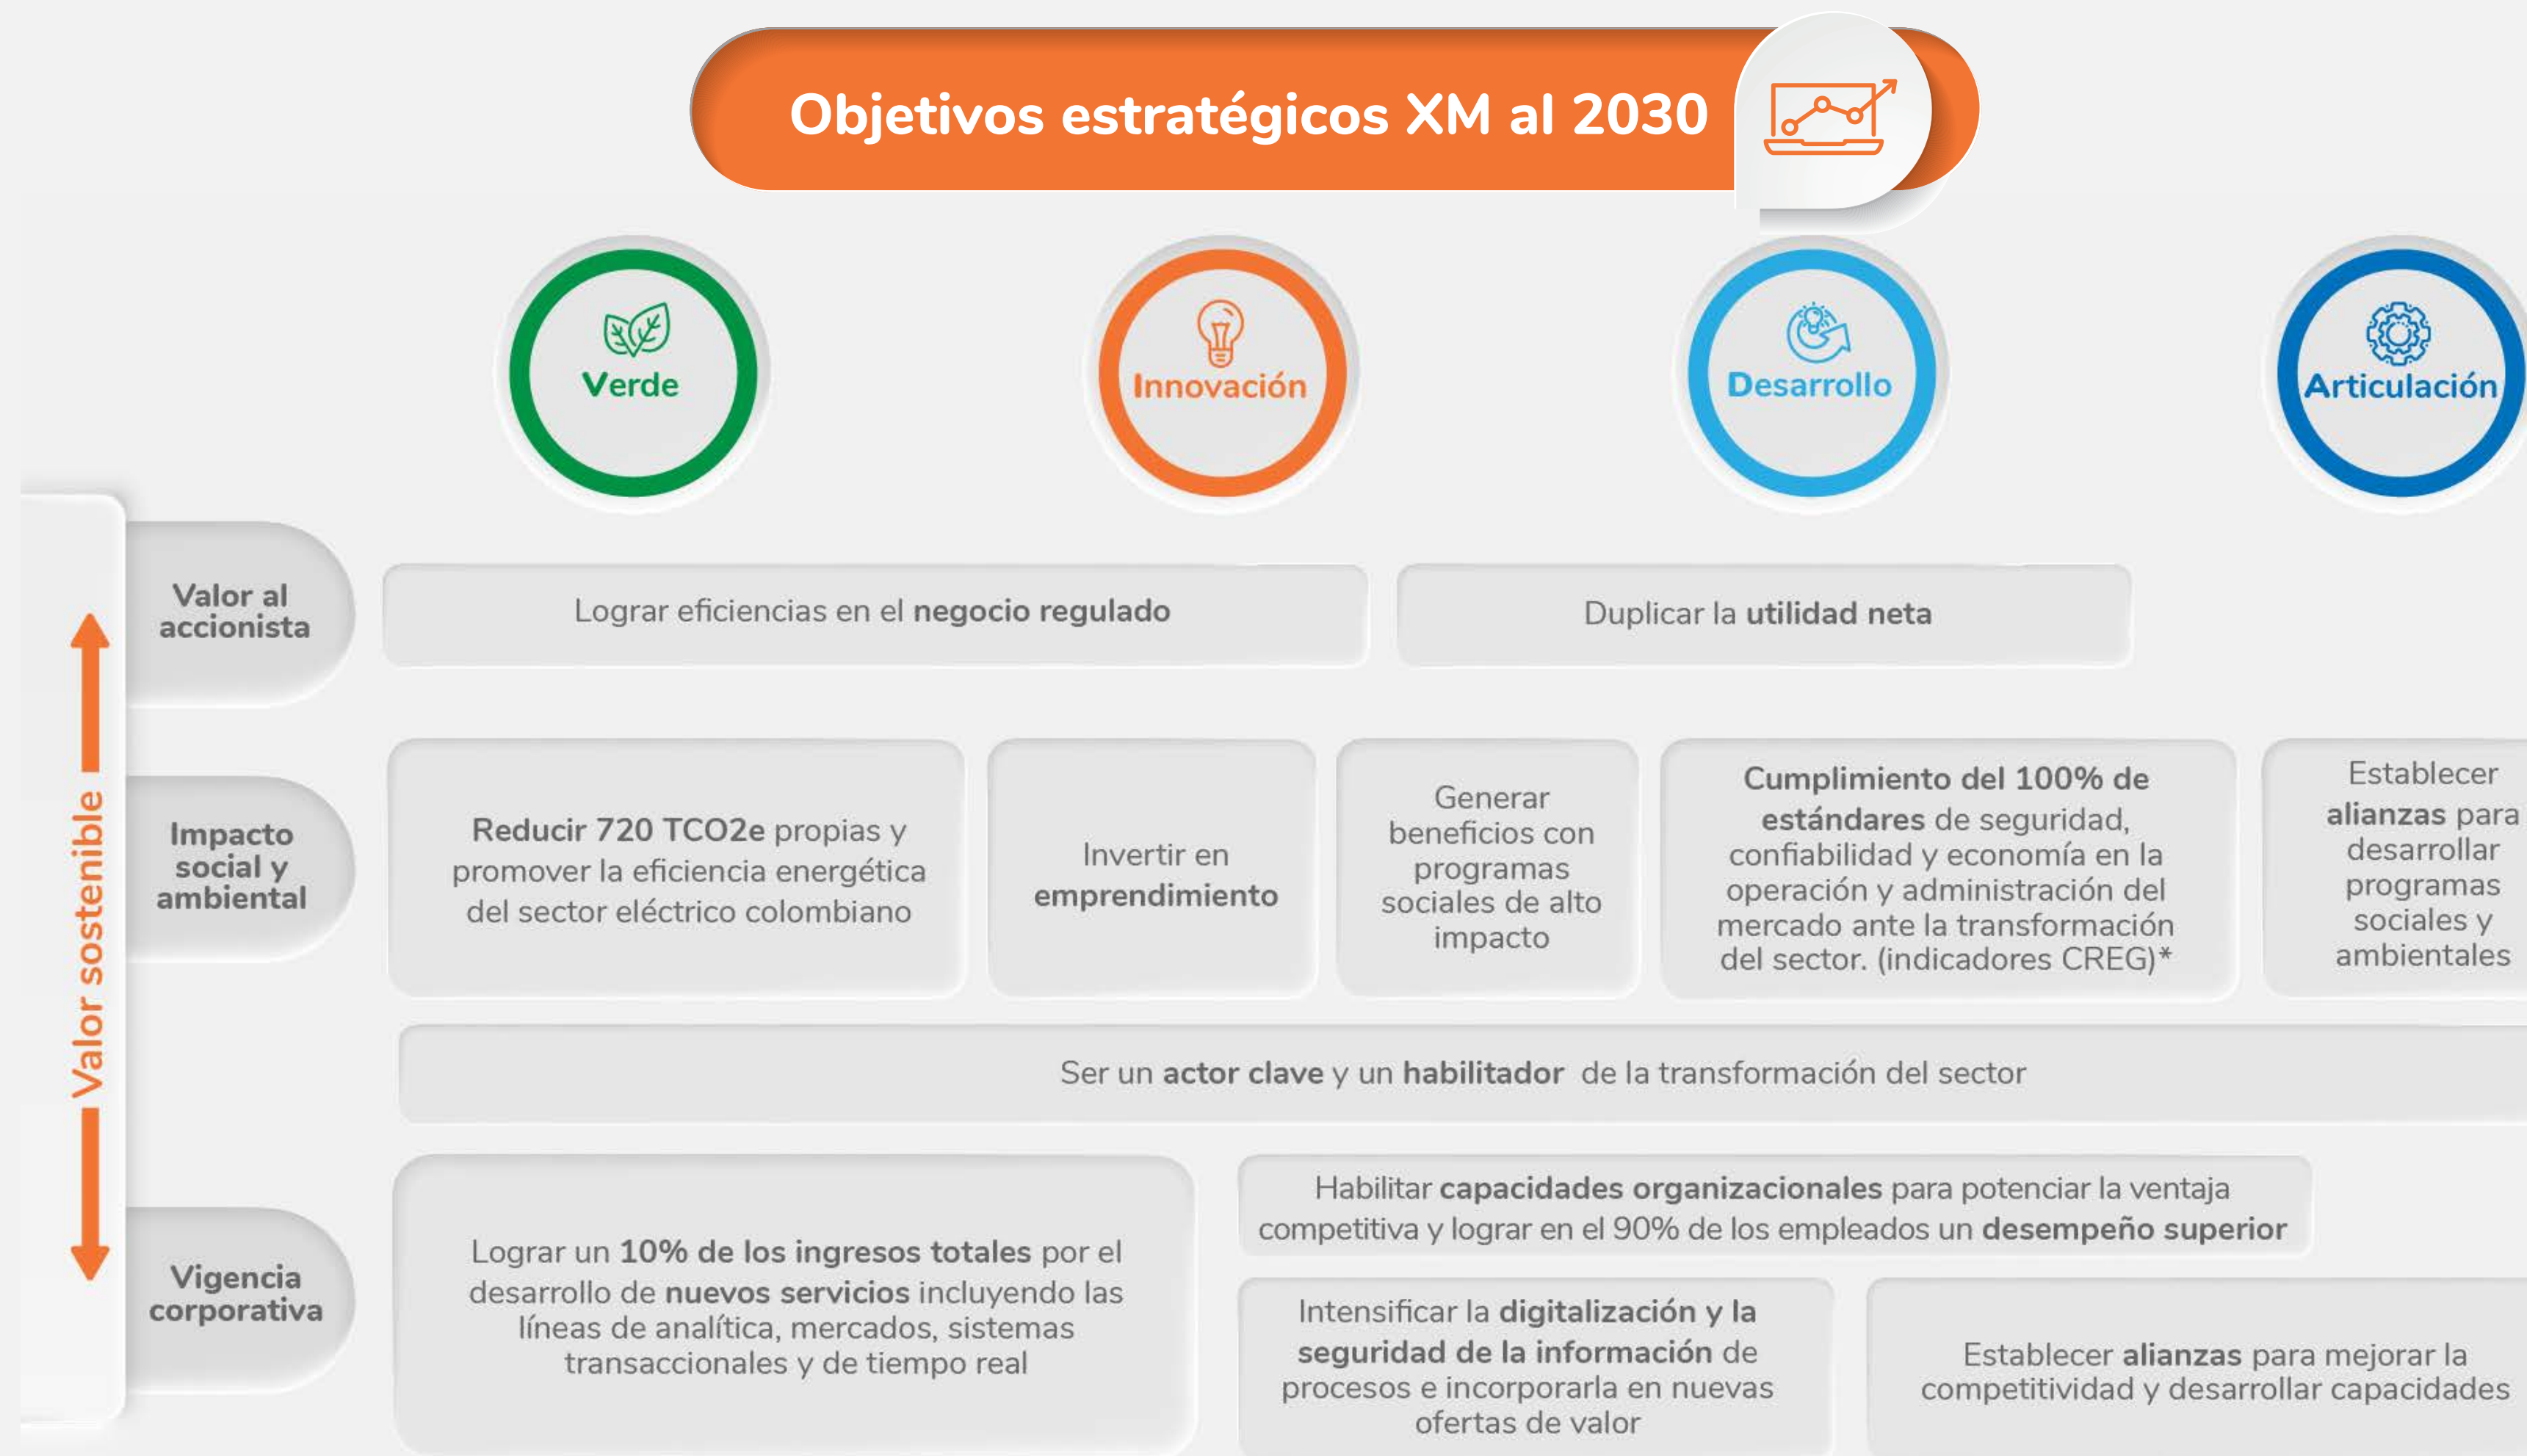 Objetivos estratégicos XM al 2030
Verde
Innovación
Desarrollo
Articulación
Valor sostenible
Valor al
accionista
Lograr eficiencias en el negocio regulado
Duplicar la utilidad neta
Impacto
social y
ambiental
Reducir 720 TCO2e propias y
promover la eficiencia energética
del sector eléctrico colombiano
Invertir en
emprendimiento
Generar
beneficios con
programas
sociales de alto
impacto
Cumplimiento del 100% de
estándares de seguridad,
confiabilidad y economía en la
operación y administración del
mercado ante la transformación
del sector. (indicadores CREG)*
Establecer
alianzas para
desarrollar
programas
sociales y
ambientales
Ser un actor clave y un habilitador de la transformación del sector
Vigencia
corporativa
Lograr un 10% de los ingresos totales por el
desarrollo de nuevos servicios incluyendo las
líneas de analítica, mercados, sistemas
transaccionales y de tiempo real
Habilitar capacidades organizacionales para potenciar la ventaja
competitiva y lograr en el 90% de los empleados un desempeño superior
Intensificar la digitalización y la
seguridad de la información de
procesos e incorporarla en nuevas
ofertas de valor
Establecer alianzas para mejorar la
competitividad y desarrollar capacidades